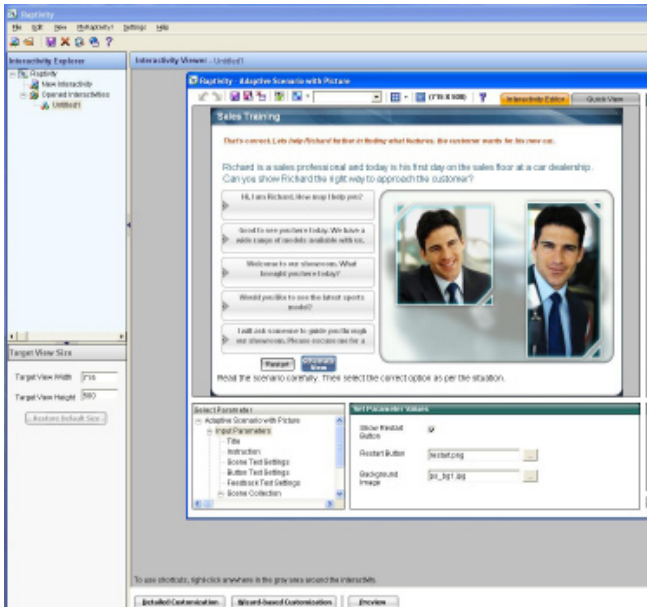 Raptivity
File Edit View MyRaptivity! Settings Help
Interactivity Explorer
Raptivity
New Interactivity
Opened Interactivities
Untitled1
Interactivity Viewer - Untitled1
Raptivity - Adaptive Scenario with Picture
Interactivity Editor
Quick View
Sales Training
That's correct. Lets help Richard further in finding what features, the customer wants for his new car.
Richard is a sales professional and today is his first day on the sales floor at a car dealership.
Can you show Richard the right way to approach the customer?
Hi, I am Richard. How may I help you?
Good to see you here today. We have a
wide range of models available with us.
Welcome to our showroom. What
brought you here today?
Would you like to see the latest sports
model?
I will ask someone to guide you through
our showroom. Please excuse me for a
Restart
View
Read the scenario carefully. Then select the correct option as per the situation.
Target View Size
Target View Width
Target View Height 500
Restore Default Size
Select Parameter
Adaptive Scenario with Picture
Input Parameters
Title
Instruction
Scene Text Settings
Button Text Settings
Feedback Text Settings
Scene Collection
Set Parameter Values
Show Restart
Button
Restart Button restart.png
Background
Image
To use shortcuts, right-click anywhere in the gray area around the interactivity.
Detailed Customization Wizard-based Customization Preview